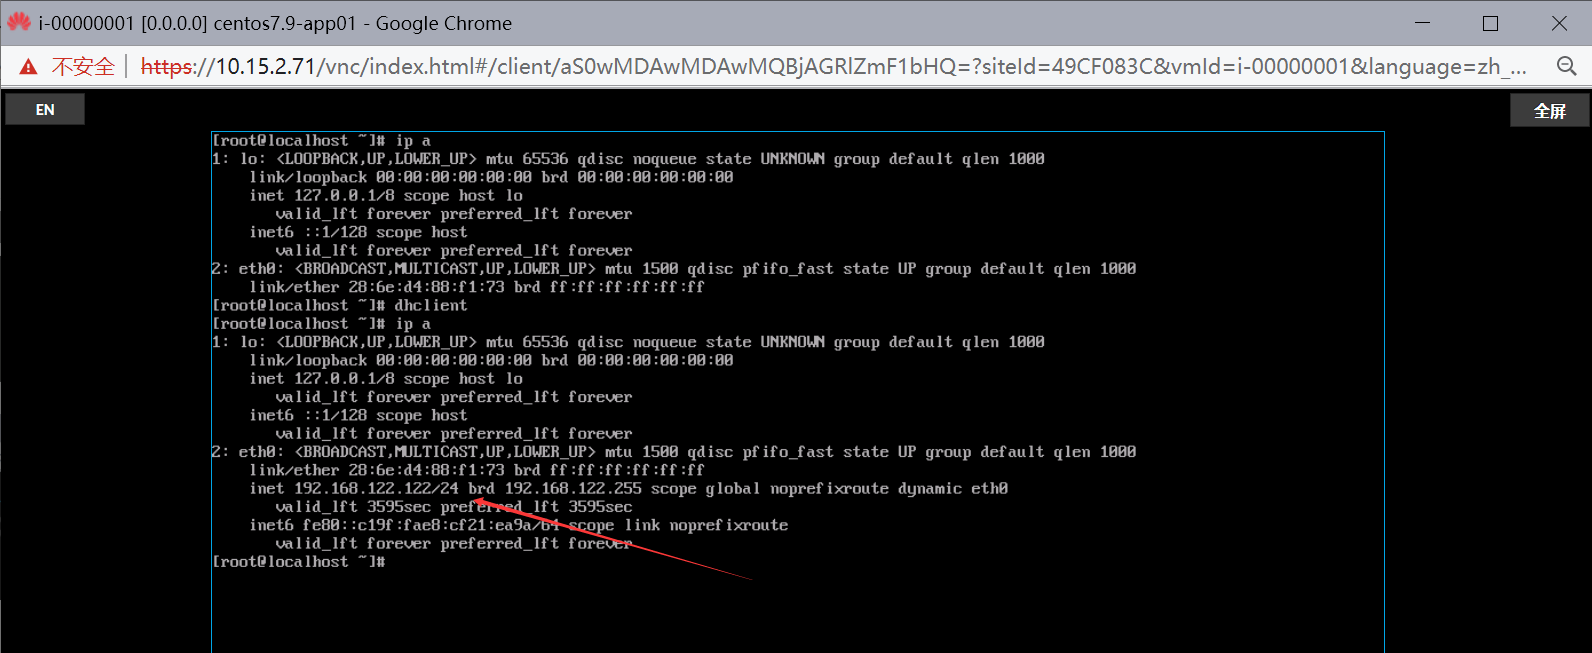 i-00000001 [0.0.0.0] centos7.9-app01 - Google Chrome
不安全 | https://10.15.2.71/vnc/index.html#/client/aS0wMDAwMDAwMQBjAGRlZmF1bHQ=?siteId=49CF083C&vmId=i-00000001&language=zh_...
EN
全屏
[root@localhost ~]# ip a
1: lo: <LOOPBACK,UP,LOWER_UP> mtu 65536 qdisc noqueue state UNKNOWN group default qlen 1000
    link/loopback 00:00:00:00:00:00 brd 00:00:00:00:00:00
    inet 127.0.0.1/8 scope host lo
       valid_lft forever preferred_lft forever
    inet6 ::1/128 scope host
       valid_lft forever preferred_lft forever
2: eth0: <BROADCAST,MULTICAST,UP,LOWER_UP> mtu 1500 qdisc pfifo_fast state UP group default qlen 1000
    link/ether 28:6e:d4:88:f1:73 brd ff:ff:ff:ff:ff:ff
[root@localhost ~]# dhclient
[root@localhost ~]# ip a
1: lo: <LOOPBACK,UP,LOWER_UP> mtu 65536 qdisc noqueue state UNKNOWN group default qlen 1000
    link/loopback 00:00:00:00:00:00 brd 00:00:00:00:00:00
    inet 127.0.0.1/8 scope host lo
       valid_lft forever preferred_lft forever
    inet6 ::1/128 scope host
       valid_lft forever preferred_lft forever
2: eth0: <BROADCAST,MULTICAST,UP,LOWER_UP> mtu 1500 qdisc pfifo_fast state UP group default qlen 1000
    link/ether 28:6e:d4:88:f1:73 brd ff:ff:ff:ff:ff:ff
    inet 192.168.122.122/24 brd 192.168.122.255 scope global noprefixroute dynamic eth0
       valid_lft 3595sec preferred_lft 3595sec
    inet6 fe80::c19f:fae8:cf21:ea9a/64 scope link noprefixroute
       valid_lft forever preferred_lft forever
[root@localhost ~]#